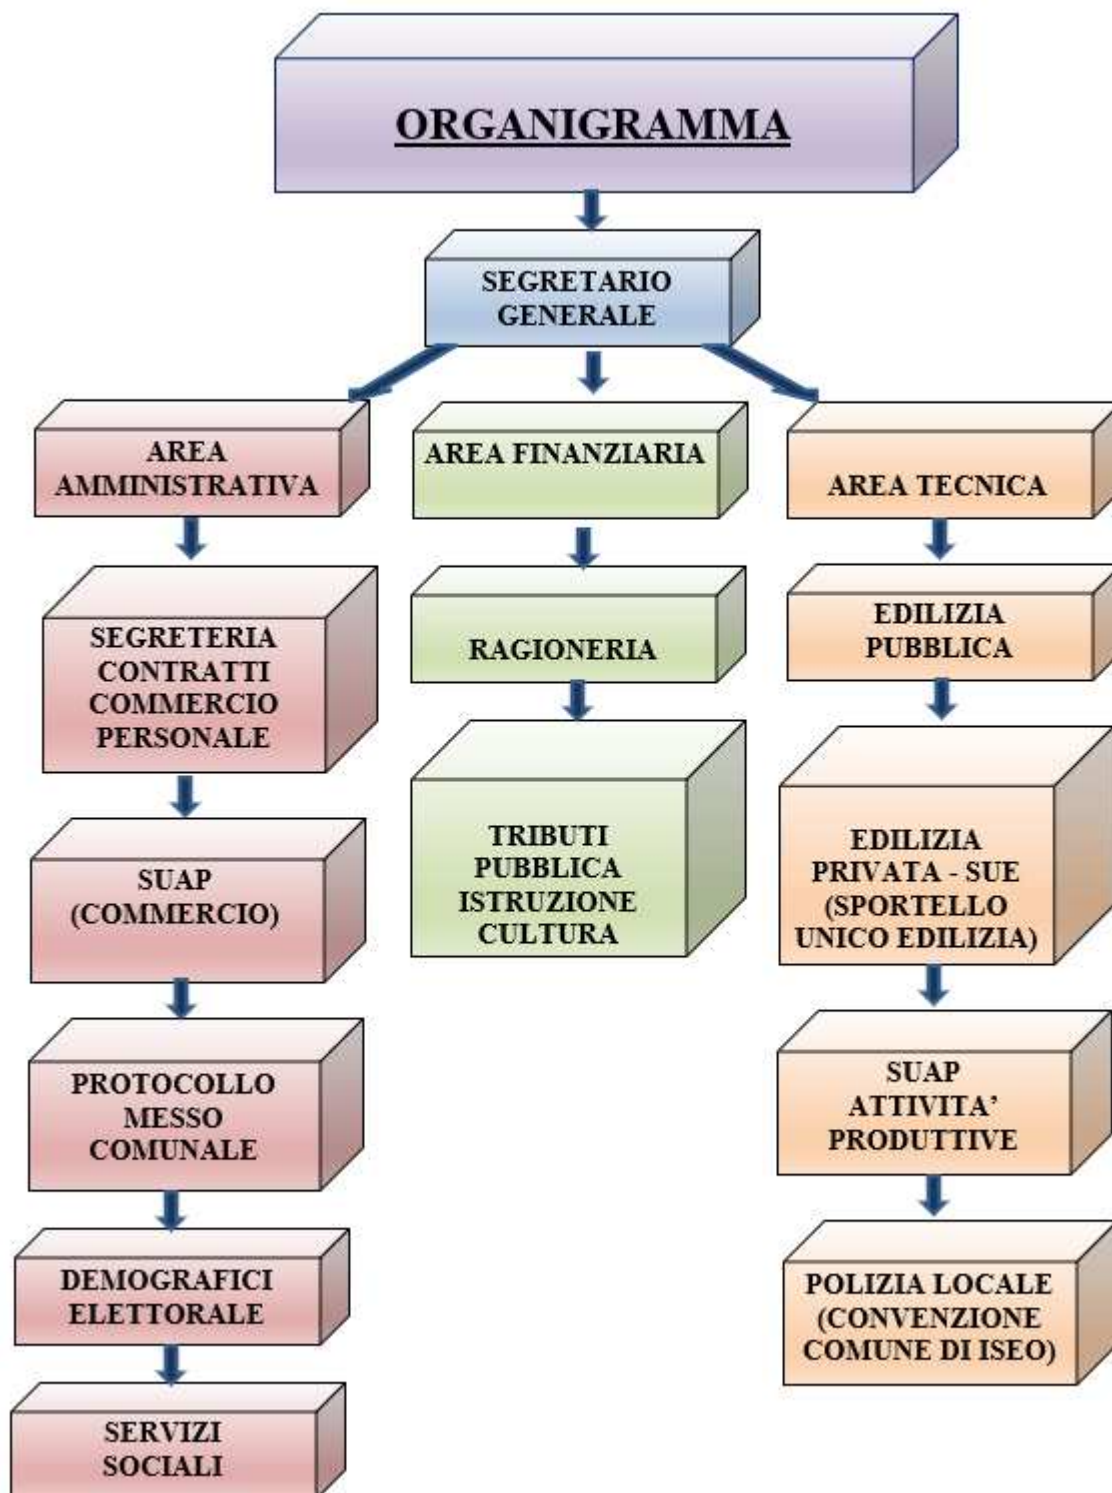 ORGANIGRAMMA
SEGRETARIO
GENERALE
AREA
AMMINISTRATIVA
SEGRETERIA
CONTRATTI
COMMERCIO
PERSONALE
SUAP
(COMMERCIO)
PROTOCOLLO
MESSO
COMUNALE
DEMOGRAFICI
ELETTORALE
SERVIZI
SOCIALI
AREA FINANZIARIA
RAGIONERIA
TRIBUTI
PUBBLICA
ISTRUZIONE
CULTURA
AREA TECNICA
EDILIZIA
PUBBLICA
EDILIZIA
PRIVATA - SUE
(SPORTELLO
UNICO EDILIZIA)
SUAP
ATTIVITA’
PRODUTTIVE
POLIZIA LOCALE
(CONVENZIONE
COMUNE DI ISEO)